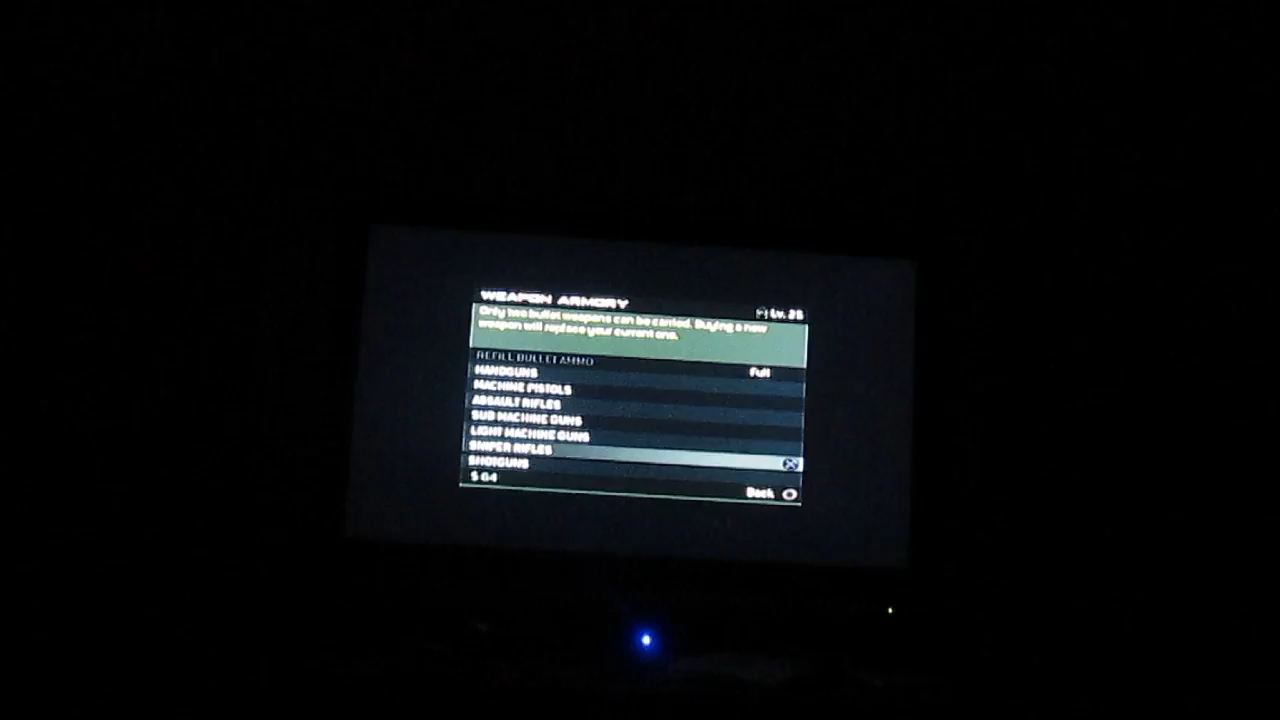 WEAPON ARMORY
Lv. 25
Only two bullet weapons can be carried. Buying a new
weapon will replace your current one.
REFILL BULLET AMMO
Full
HANDGUNS
MACHINE PISTOLS
ASSAULT RIFLES
SUB MACHINE GUNS
LIGHT MACHINE GUNS
SNIPER RIFLES
SHOTGUNS
$ 64
Back